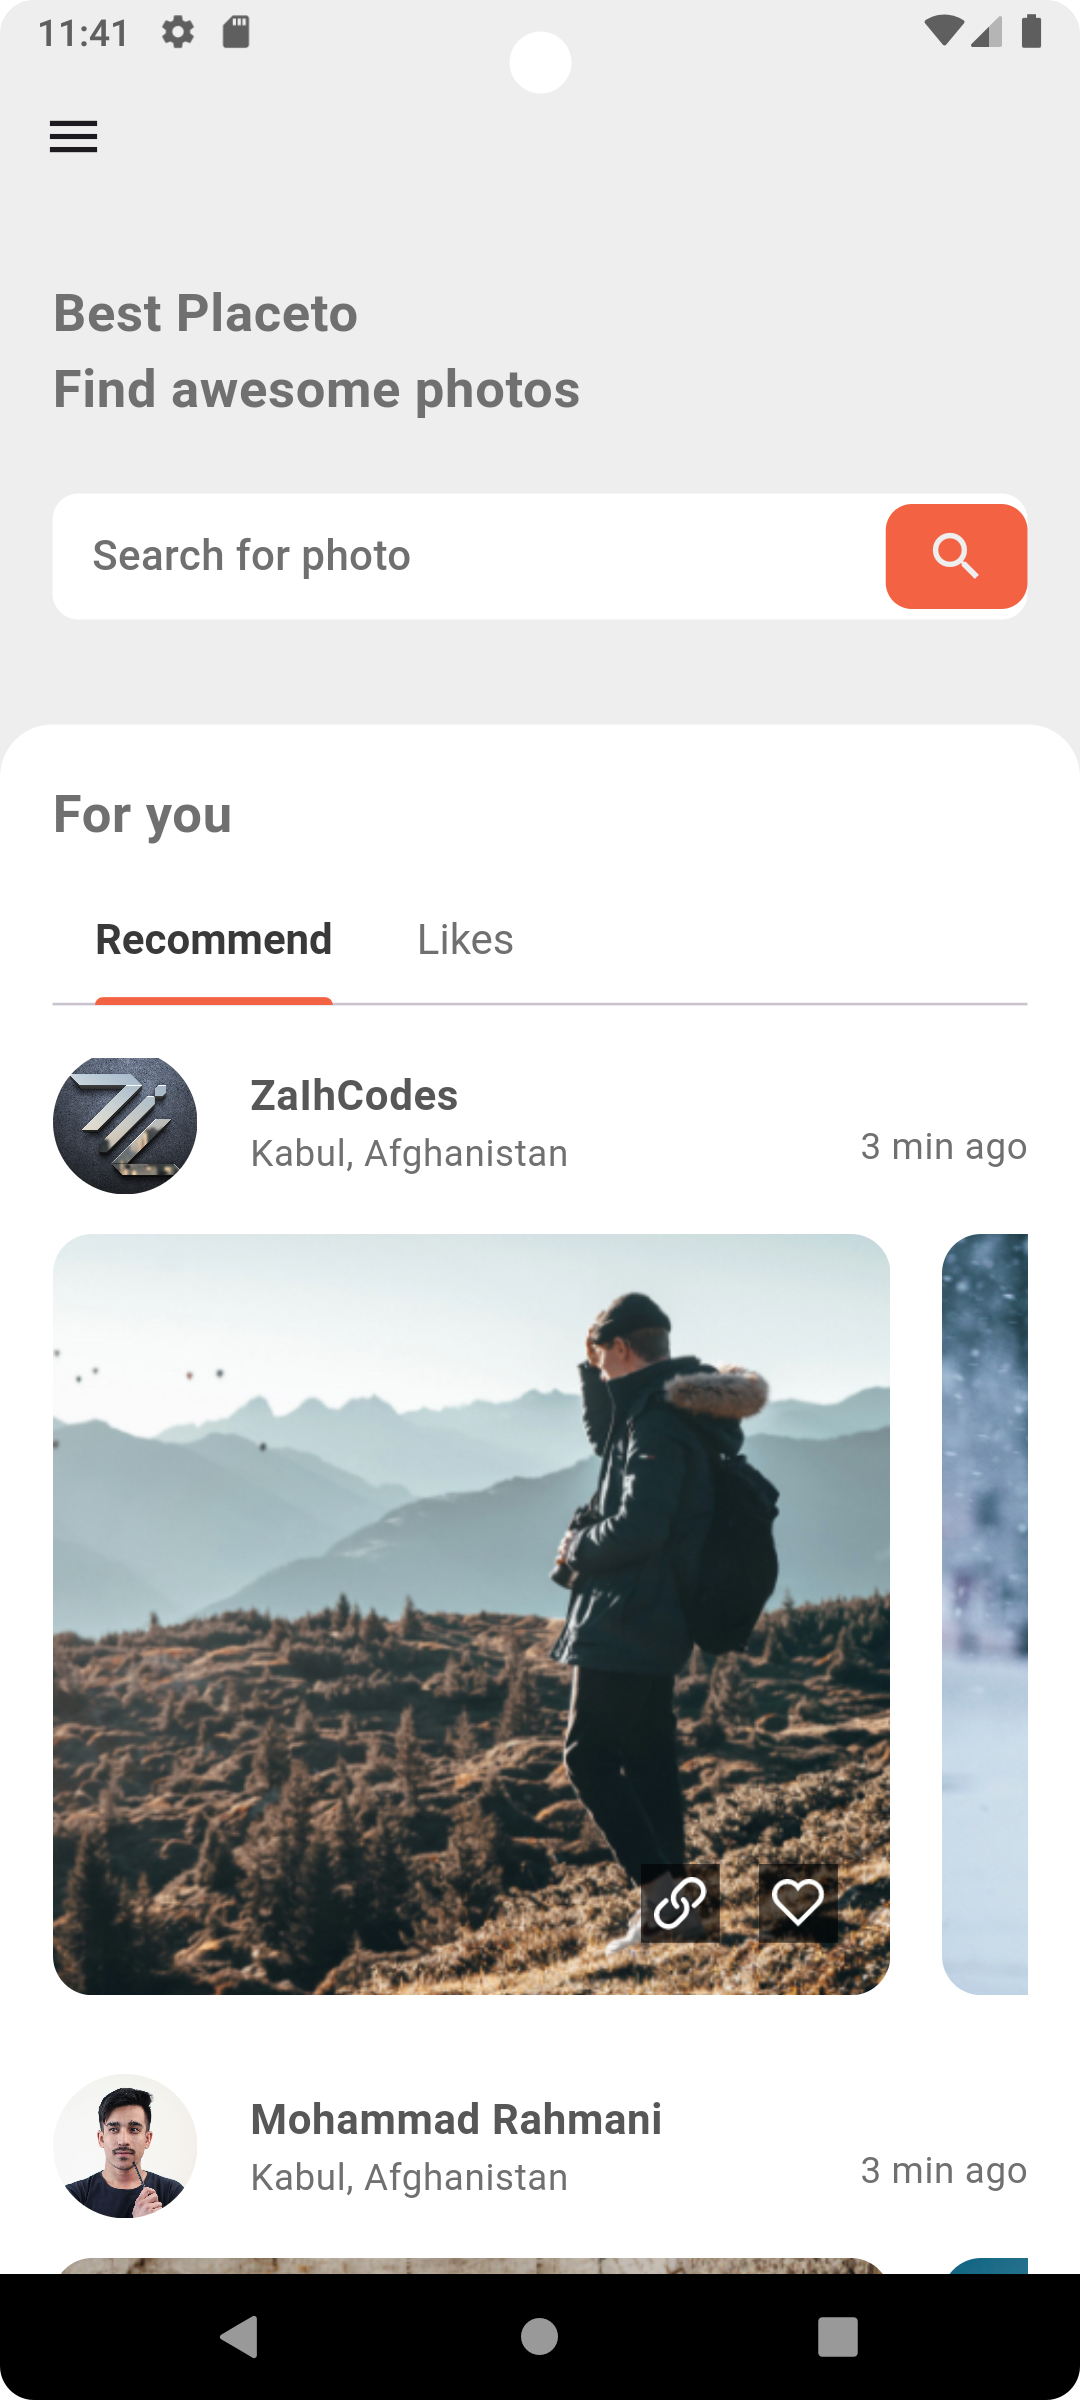 11:41
Best Placeto
Find awesome photos
Search for photo
For you
Recommend Likes
ZalhCodes
Kabul, Afghanistan
3 min ago
Mohammad Rahmani
Kabul, Afghanistan
3 min ago